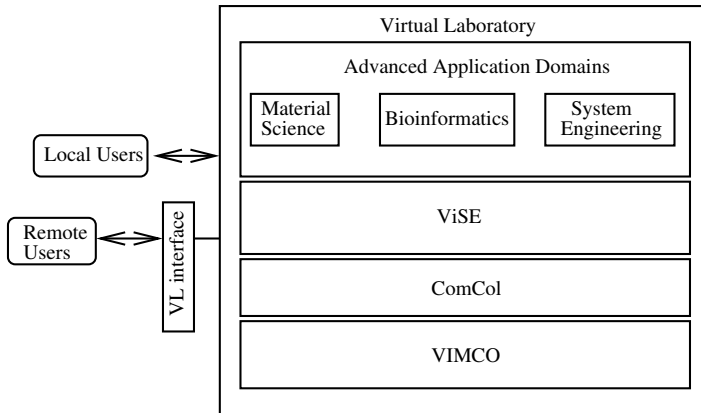 Virtual Laboratory
Advanced Application Domains
Material
Science
Bioinformatics
System
Engineering
Local Users
Remote
Users
VL interface
ViSE
ComCol
VIMCO